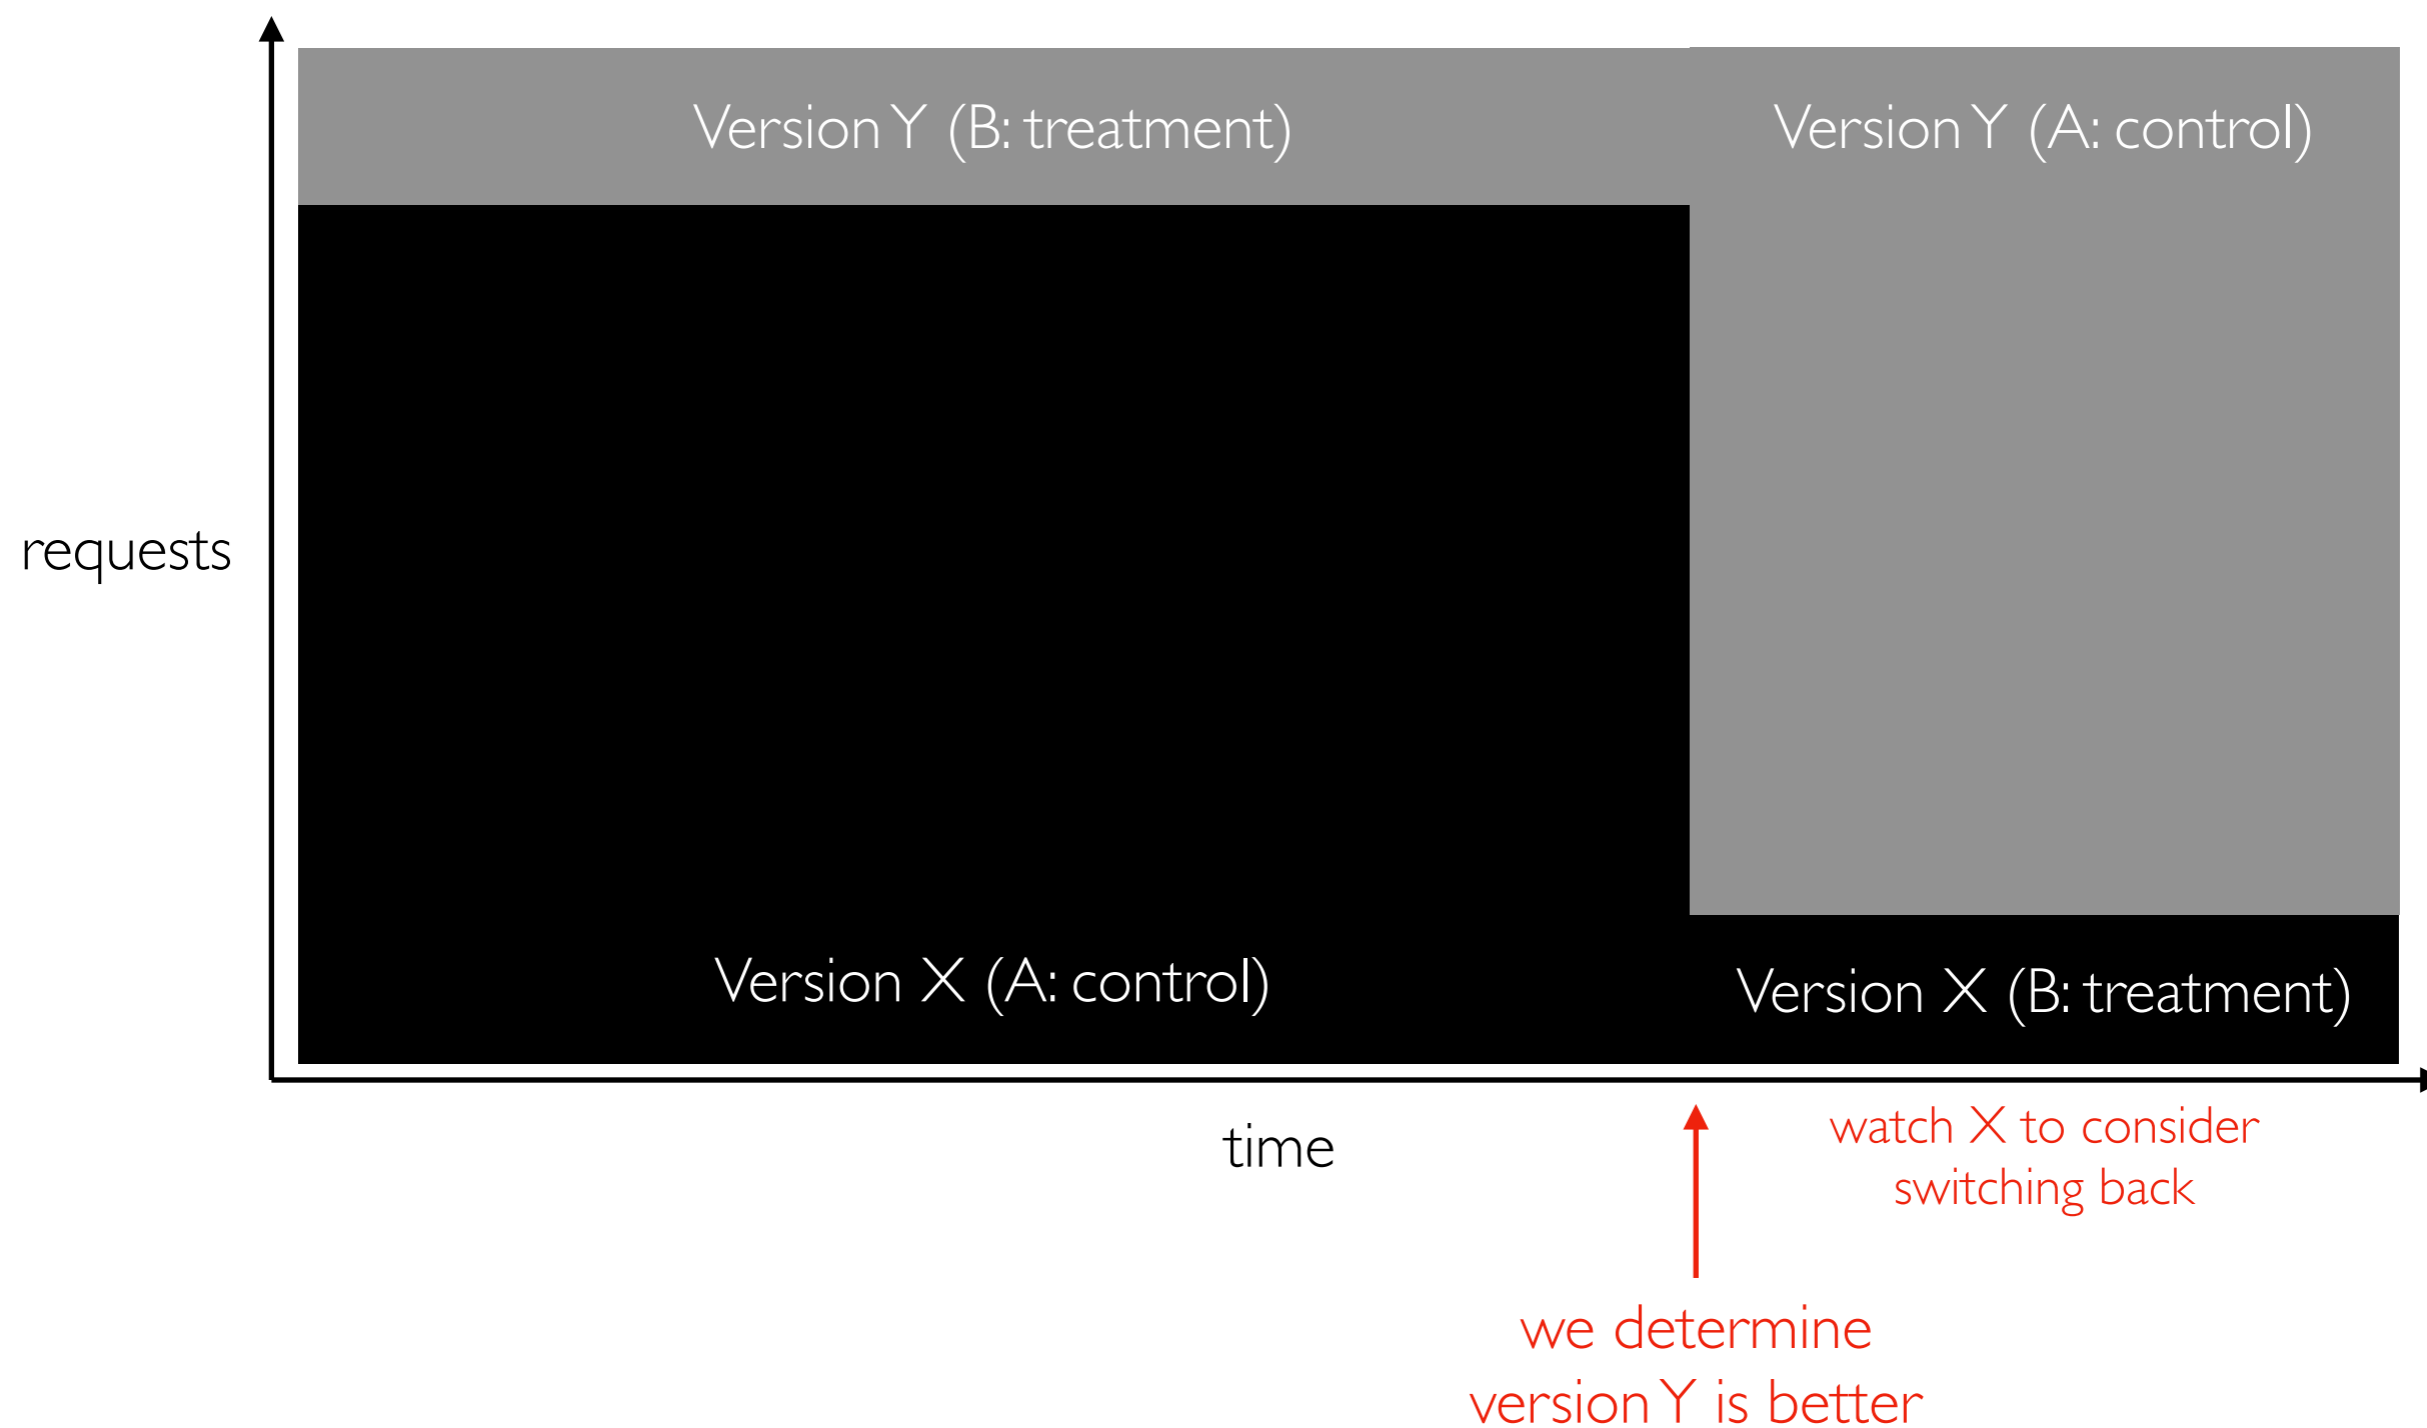 Version Y (B: treatment)
Version Y (A: control)
requests
Version X (A: control)
Version X (B: treatment)
time
watch X to consider
switching back
we determine
version Y is better